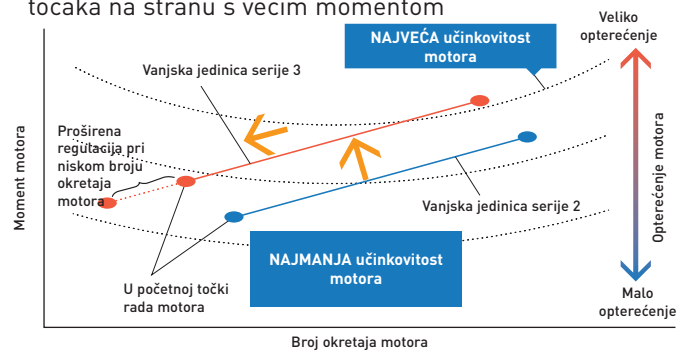 točaka na stranu s većim momentom
Veliko
opterećenje
NAJVEĆA učinkovitost
motora
Vanjska jedinica serije 3
Proširena
regulacija pri
niskom broju
okretaja
motora
Moment motora
Opterećenje motora
Vanjska jedinica serije 2
NAJMANJA učinkovitost
motora
U početnoj točki
rada motora
Malo
opterećenje
Broj okretaja motora